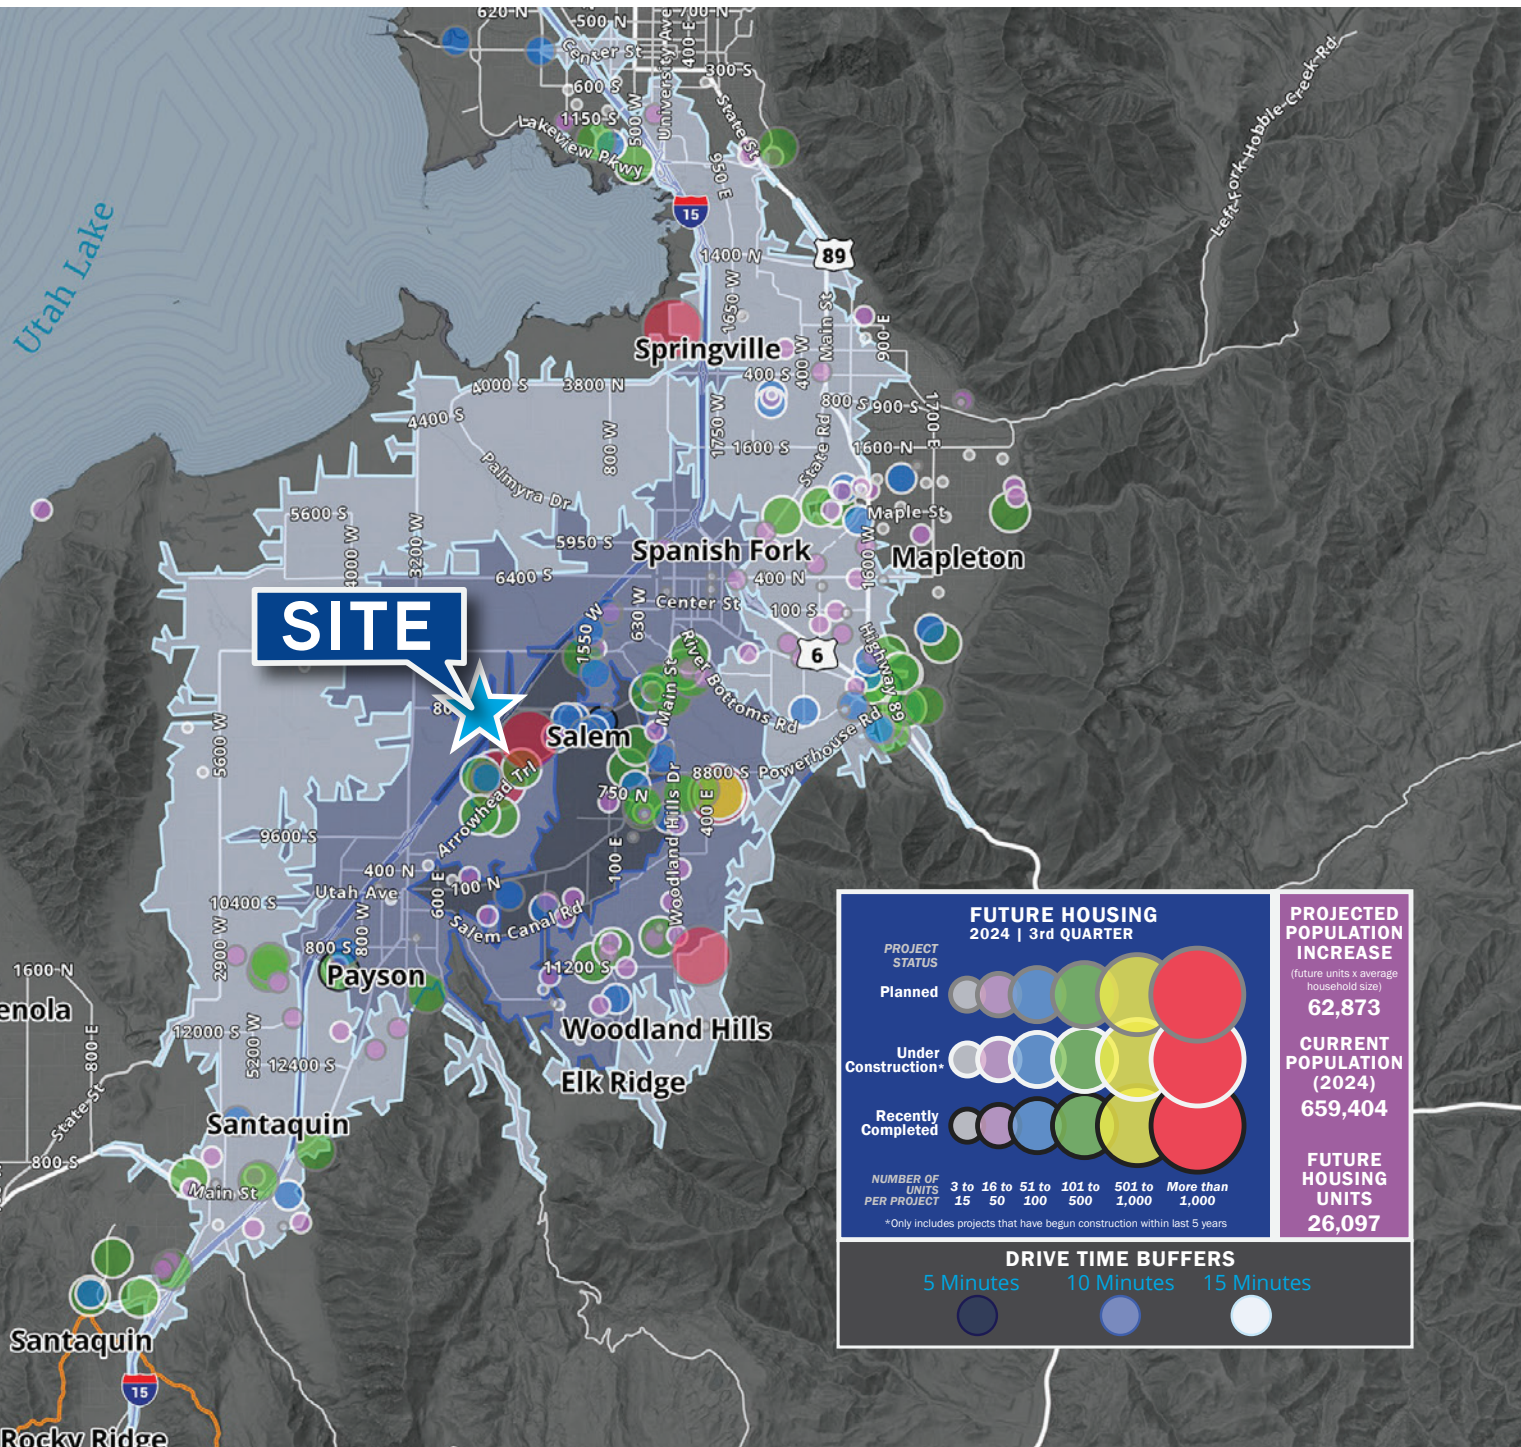 620 N
500 N
700 N
Center St
University Ave
400 E
300 S
600 S
500 W
1150 S
State St
Lakeview Pkwy
950 E
15
Left Fork Hobble Creek Rd
Utah Lake
1400 N
89
1650 W
Main St
900 E
Springville
400 W
400 S
4000 S
3800 N
4400 S
800 S
900 S
1700 E
1750 W
800 W
1600 S
State Rd
1600 N
Palmyra Dr
5600 S
Maple St
3200 W
4000 W
5950 S
Spanish Fork
Mapleton
1600 W
6400 S
400 N
SITE
Center St
630 W
1550 W
100 S
6
Highway 89
River Bottoms Rd
Main St
80
5600 W
Salem
Powerhouse Rd
8800 S
Arrowhead Trl
750 N
Woodland Hills Dr
400 E
9600 S
400 N
100 E
Utah Ave
600 E
100 N
10400 S
800 W
Salem Canal Rd
2900 W
800 S
Payson
11200 S
1600 N
enola
12000 S
5200 W
800 E
Woodland Hills
12400 S
Elk Ridge
State St
Santaquin
800 S
Main St
Santaquin
15
Rocky Ridge
FUTURE HOUSING
2024 | 3rd QUARTER
PROJECT
STATUS
Planned
Under
Construction*
Recently
Completed
NUMBER OF
UNITS
PER PROJECT
3 to
15
16 to
50
51 to
100
101 to
500
501 to
1,000
More than
1,000
*Only includes projects that have begun construction within last 5 years
PROJECTED
POPULATION
INCREASE
(future units x average
household size)
62,873
CURRENT
POPULATION
(2024)
659,404
FUTURE
HOUSING
UNITS
26,097
DRIVE TIME BUFFERS
5 Minutes
10 Minutes
15 Minutes